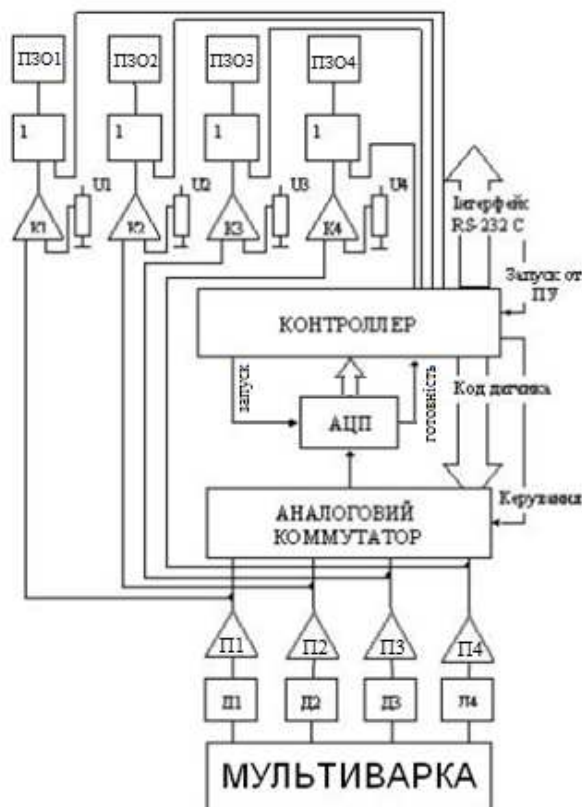 ПЗО1 ПЗО2 ПЗО3 ПЗО4
1 1 1 1
U1 U2 U3 U4
К1 К2 К3 К4
Інтерфейс
RS-232 C
Запуск от
ПУ
КОНТРОЛЛЕР
запуск
готовність
Код датчика
АЦП
Керування
АНАЛОГОВИЙ
КОММУТАТОР
П1 П2 П3 П4
Д1 Д2 Д3 Д4
МУЛЬТИВАРКА